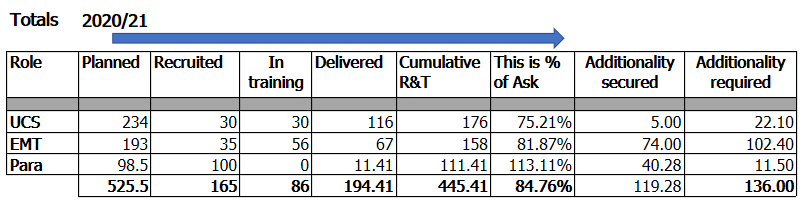 Totals 2020/21
Role Planned Recruited In training Delivered Cumulative R&T This is % of Ask Additionality secured Additionality required
UCS 234 30 30 116 176 75.21% 5.00 22.10
EMT 193 35 56 67 158 81.87% 74.00 102.40
Para 98.5 100 0 11.41 111.41 113.11% 40.28 11.50
525.5 165 86 194.41 445.41 84.76% 119.28 136.00